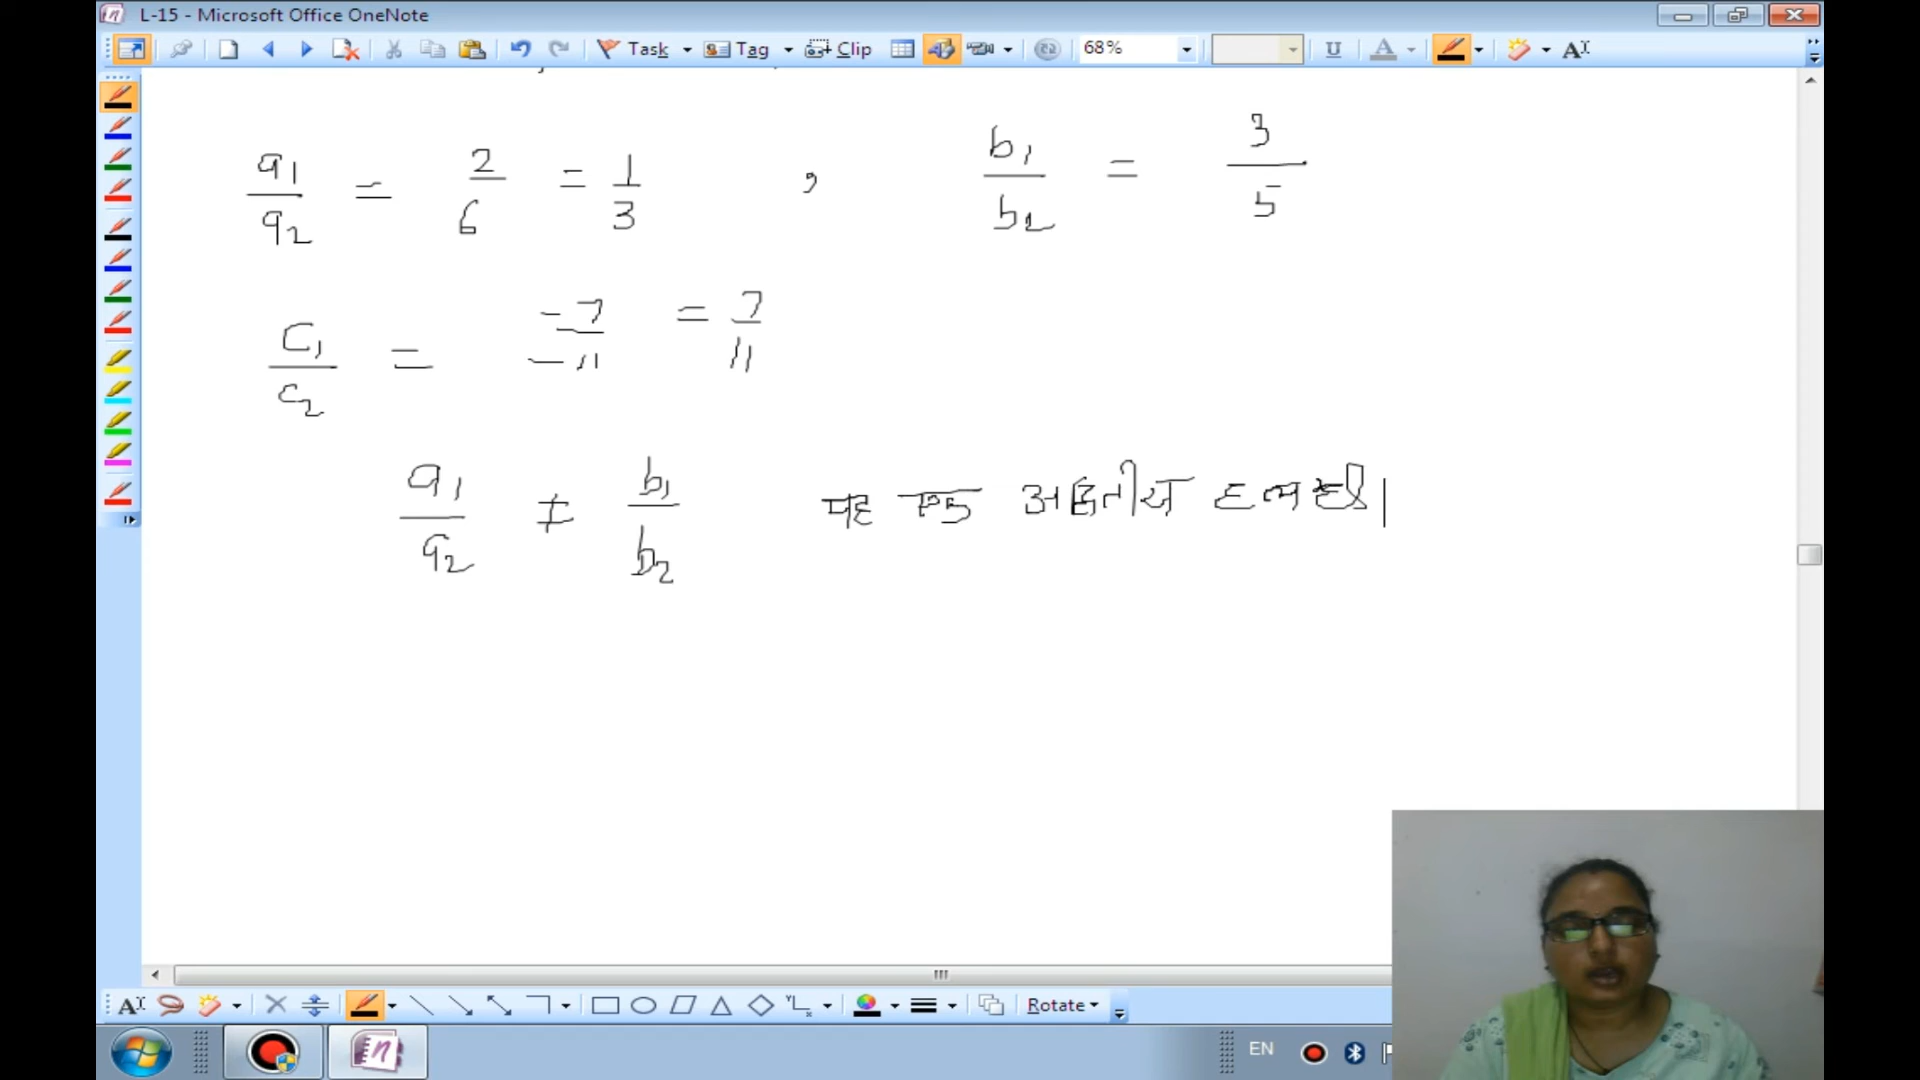 L-15 - Microsoft Office OneNote
Task Tag Clip 68% U A
a1/a2 = 2/6 = 1/3 , b1/b2 = 3/5
C1/C2 = -7/-11 = 7/11
a1/a2 ≠ b1/b2 यह एक अद्वितीय हल है।
Rotate
EN